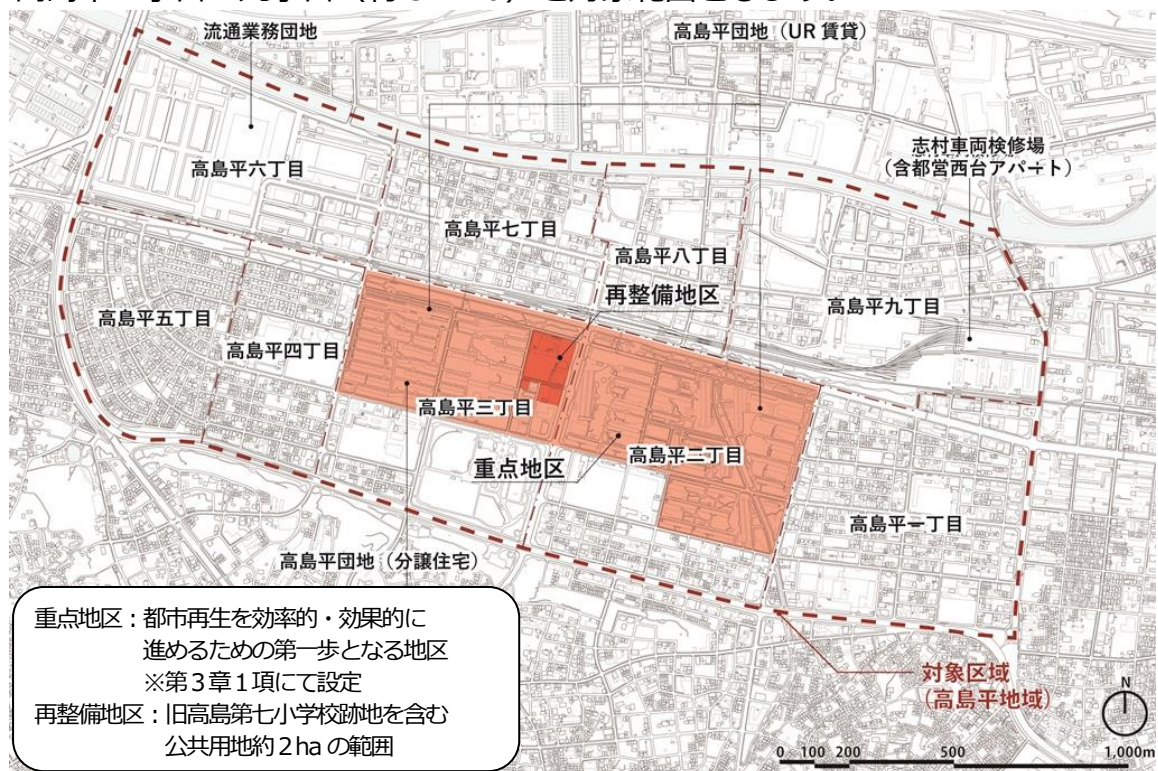 流通業務団地
高島平団地（UR 賃貸）
志村車両検修場
（含都営西台アパート）
高島平六丁目
高島平七丁目
高島平八丁目
再整備地区
高島平九丁目
高島平五丁目
高島平四丁目
高島平三丁目
重点地区
高島平二丁目
高島平一丁目
高島平団地（分譲住宅）
重点地区：都市再生を効率的・効果的に
進めるための第一歩となる地区
※第３章１項にて設定
再整備地区：旧高島第七小学校跡地を含む
公共用地約２ha の範囲
対象区域
（高島平地域）
N
0 100 200 500 1,000m